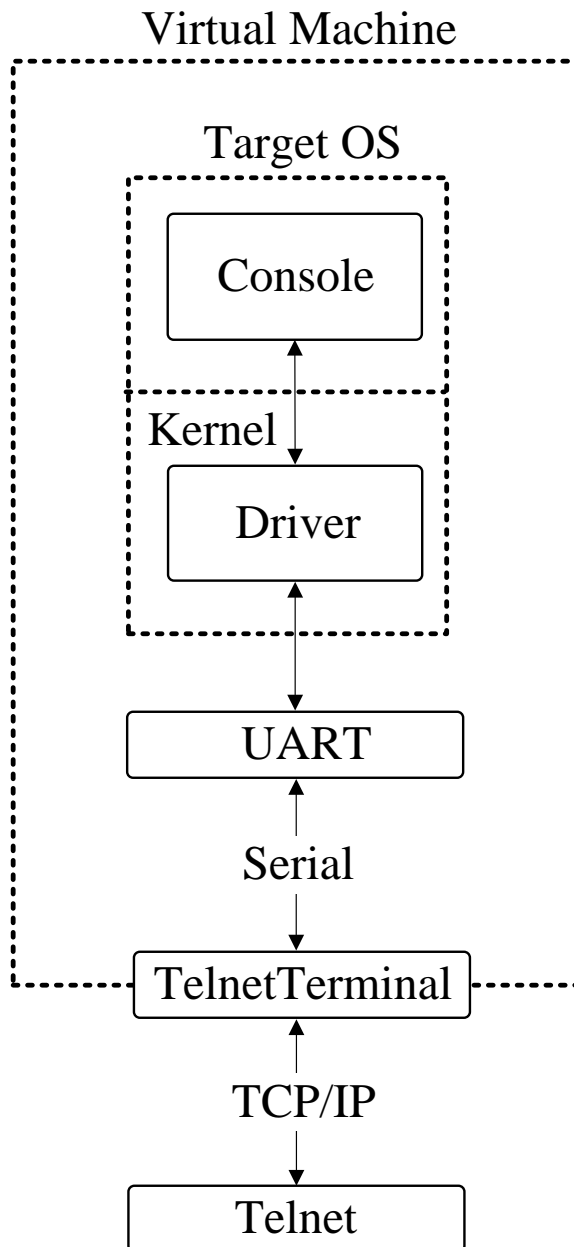 Virtual Machine
Target OS
Console
Kernel
Driver
UART
Serial
TelnetTerminal
TCP/IP
Telnet